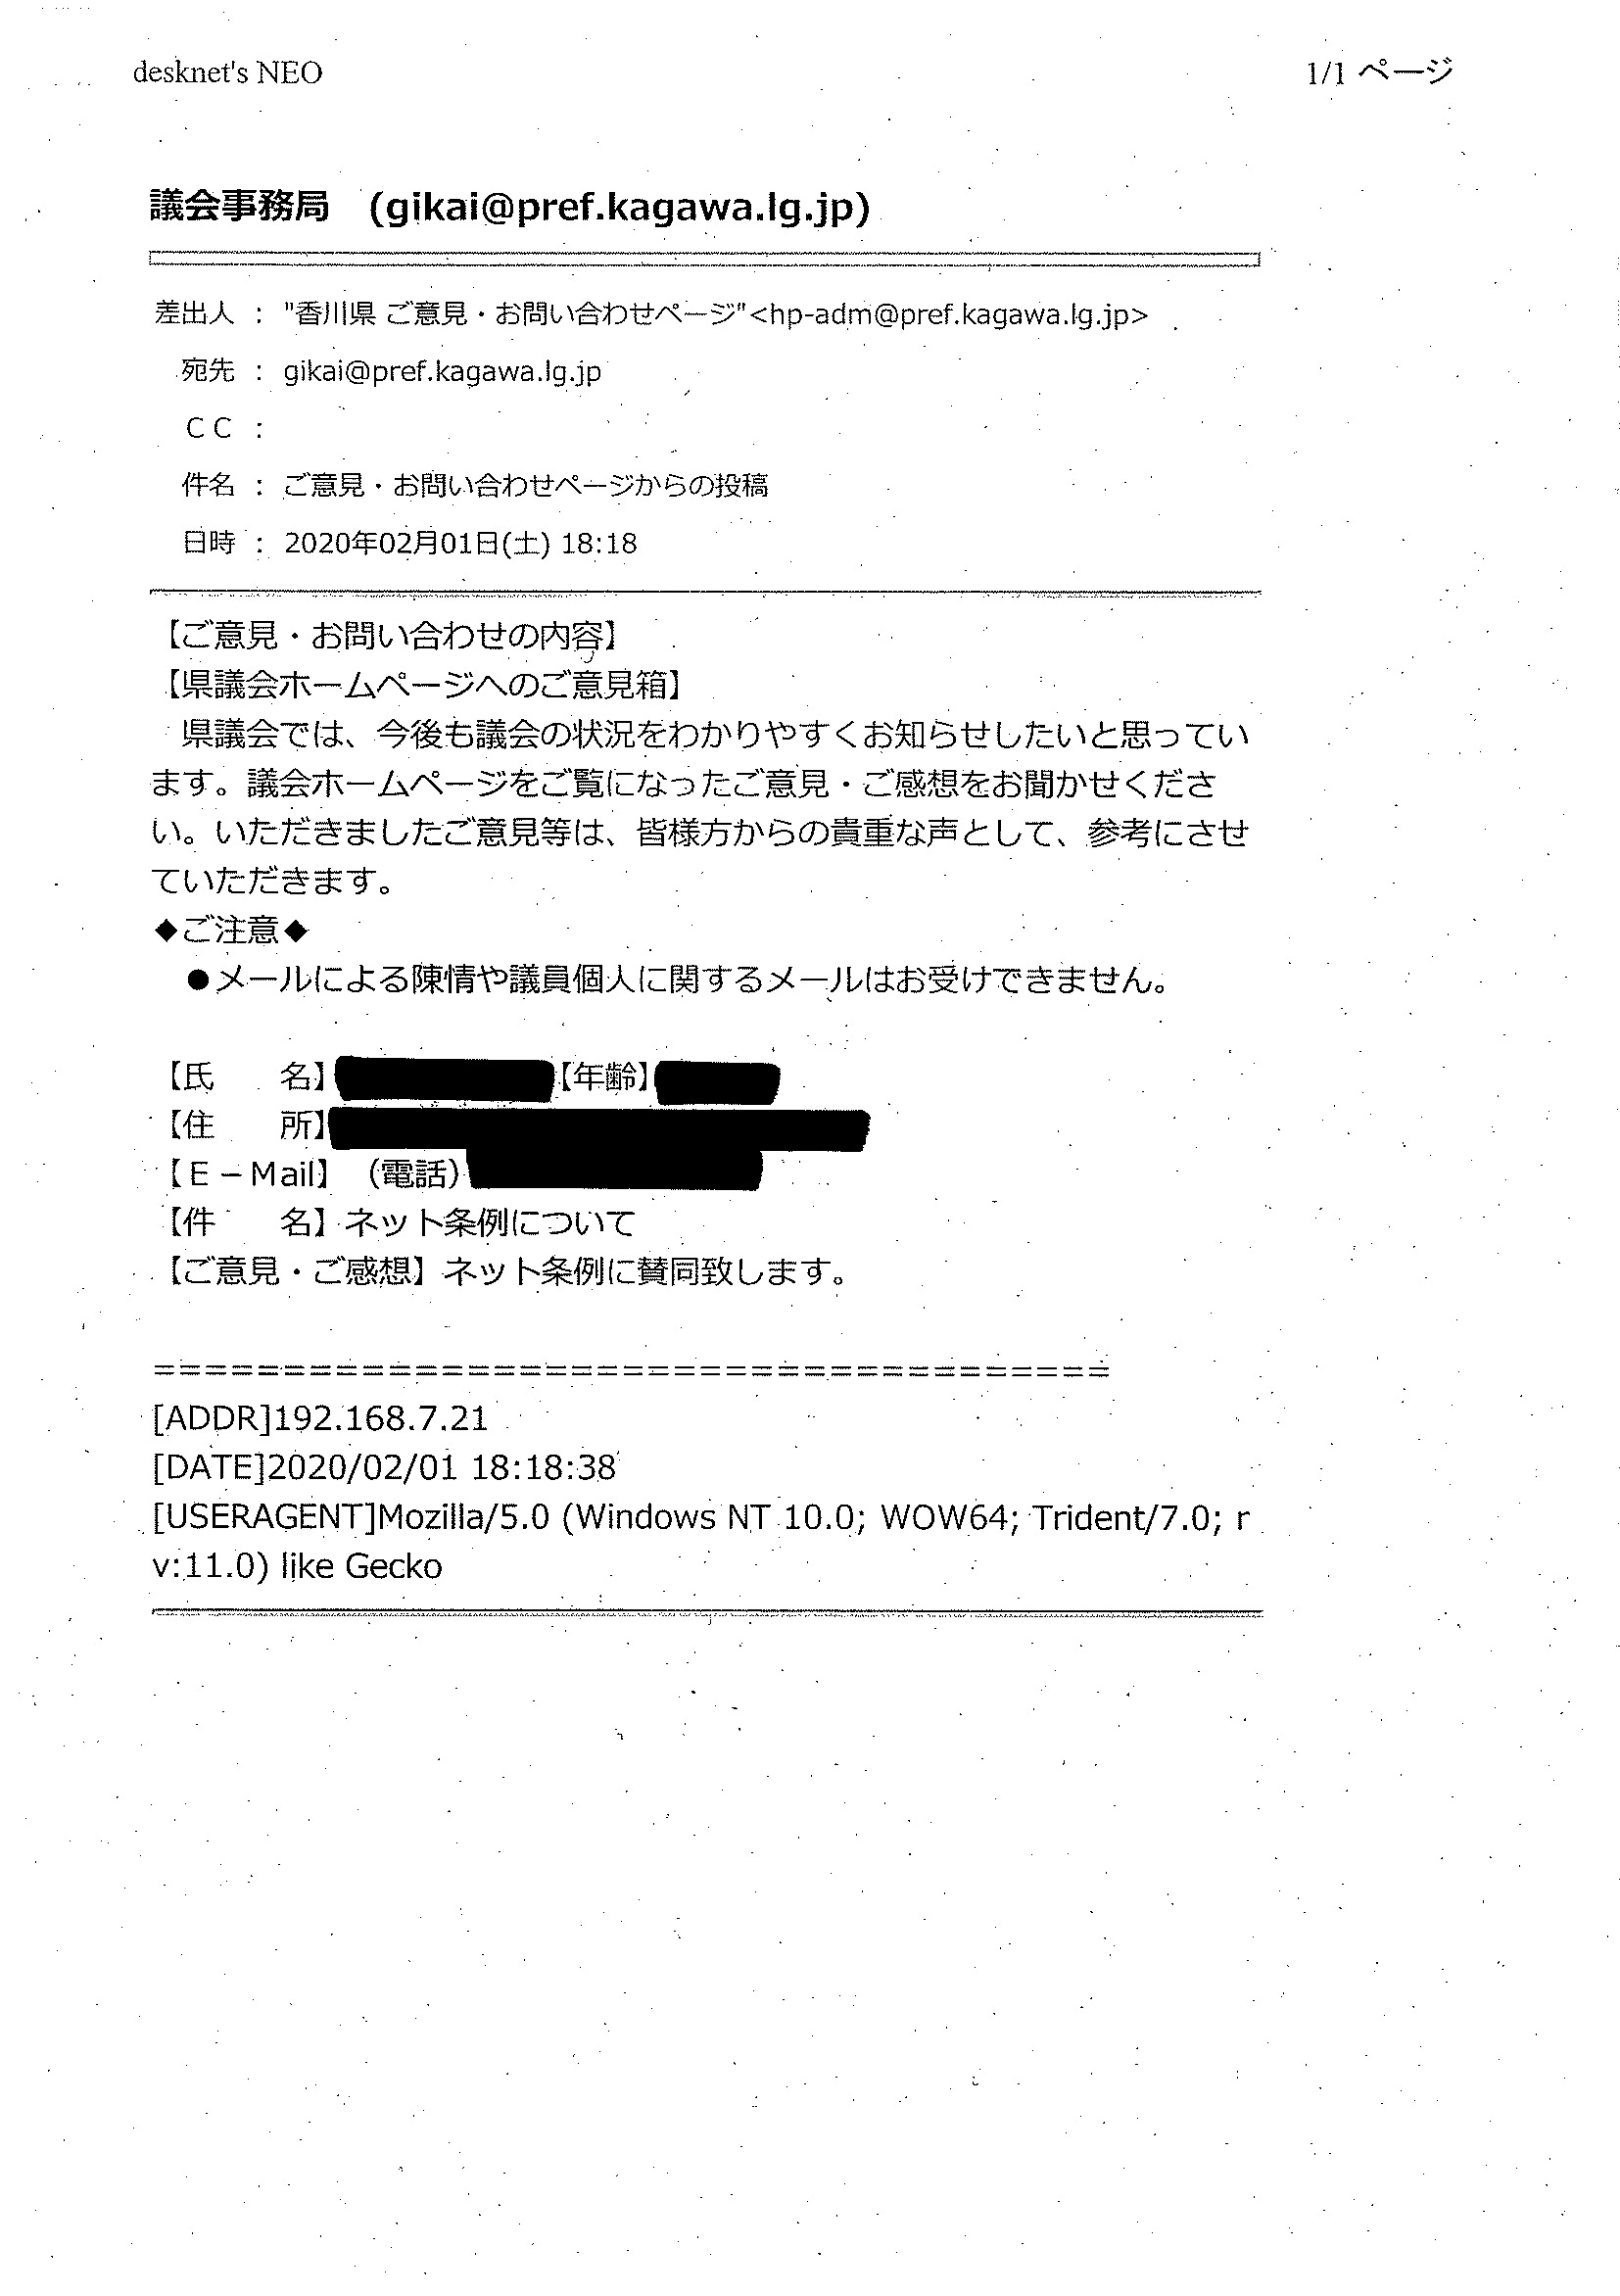 desknet's NEO
1/1 ページ
議会事務局　(gikai@pref.kagawa.lg.jp)
差出人 : "香川県 ご意見・お問い合わせページ"<hp-adm@pref.kagawa.lg.jp>
宛先 : gikai@pref.kagawa.lg.jp
ＣＣ :
件名 : ご意見・お問い合わせページからの投稿
日時 : 2020年02月01日(土) 18:18
【ご意見・お問い合わせの内容】
【県議会ホームページへのご意見箱】
　県議会では、今後も議会の状況をわかりやすくお知らせしたいと思ってい
ます。議会ホームページをご覧になったご意見・ご感想をお聞かせくださ
い。いただきましたご意見等は、皆様方からの貴重な声として、参考にさせ
ていただきます。
◆ご注意◆
　●メールによる陳情や議員個人に関するメールはお受けできません。
【氏　　名】【年齢】
【住　　所】
【Ｅ－Mail】（電話）
【件　　名】ネット条例について
【ご意見・ご感想】ネット条例に賛同致します。
=====================================
[ADDR]192.168.7.21
[DATE]2020/02/01 18:18:38
[USERAGENT]Mozilla/5.0 (Windows NT 10.0; WOW64; Trident/7.0; r
v:11.0) like Gecko